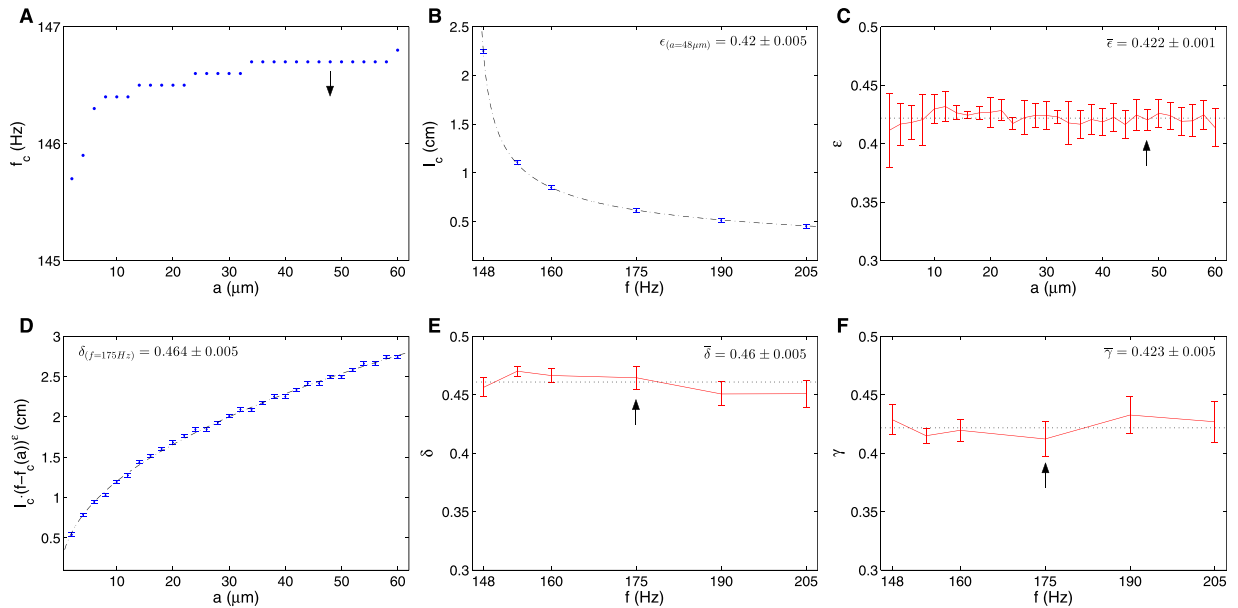 A
147
146
145
f_c (Hz)
10 20 30 40 50 60
a (μm)
B
ϵ_(a=48μm) = 0.42 ± 0.005
2.5
2
1.5
1
0.5
l_c (cm)
148 160 175 190 205
f (Hz)
C
ϵ̅ = 0.422 ± 0.001
0.5
0.45
0.4
0.35
0.3
ε
10 20 30 40 50 60
a (μm)
D
δ_(f=175Hz) = 0.464 ± 0.005
3
2.5
2
1.5
1
0.5
l_c·(f−f_c(a))^ε (cm)
10 20 30 40 50 60
a (μm)
E
δ̅ = 0.46 ± 0.005
0.5
0.45
0.4
0.35
0.3
δ
148 160 175 190 205
f (Hz)
F
γ̅ = 0.423 ± 0.005
0.5
0.45
0.4
0.35
0.3
γ
148 160 175 190 205
f (Hz)